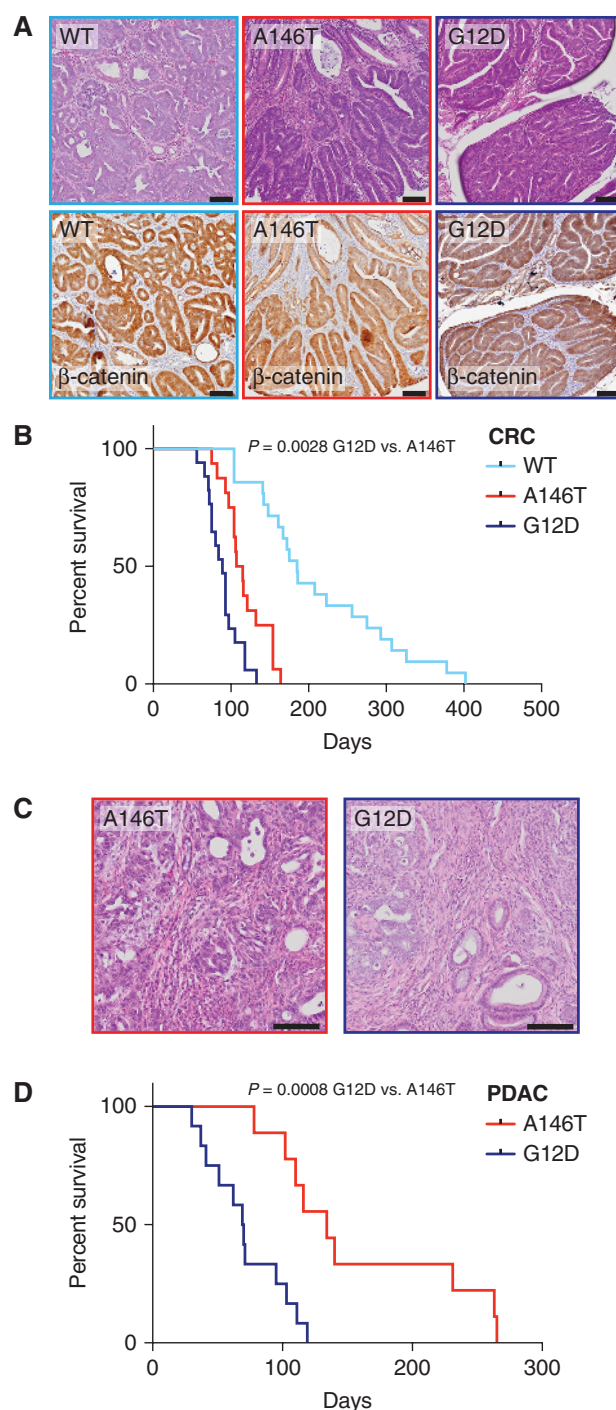 A
WT
A146T
G12D
WT
A146T
G12D
β-catenin
β-catenin
β-catenin
B
P = 0.0028 G12D vs. A146T
CRC
WT
A146T
G12D
Percent survival
100
50
0
0 100 200 300 400 500
Days
C
A146T
G12D
D
P = 0.0008 G12D vs. A146T
PDAC
A146T
G12D
Percent survival
100
50
0
0 100 200 300
Days